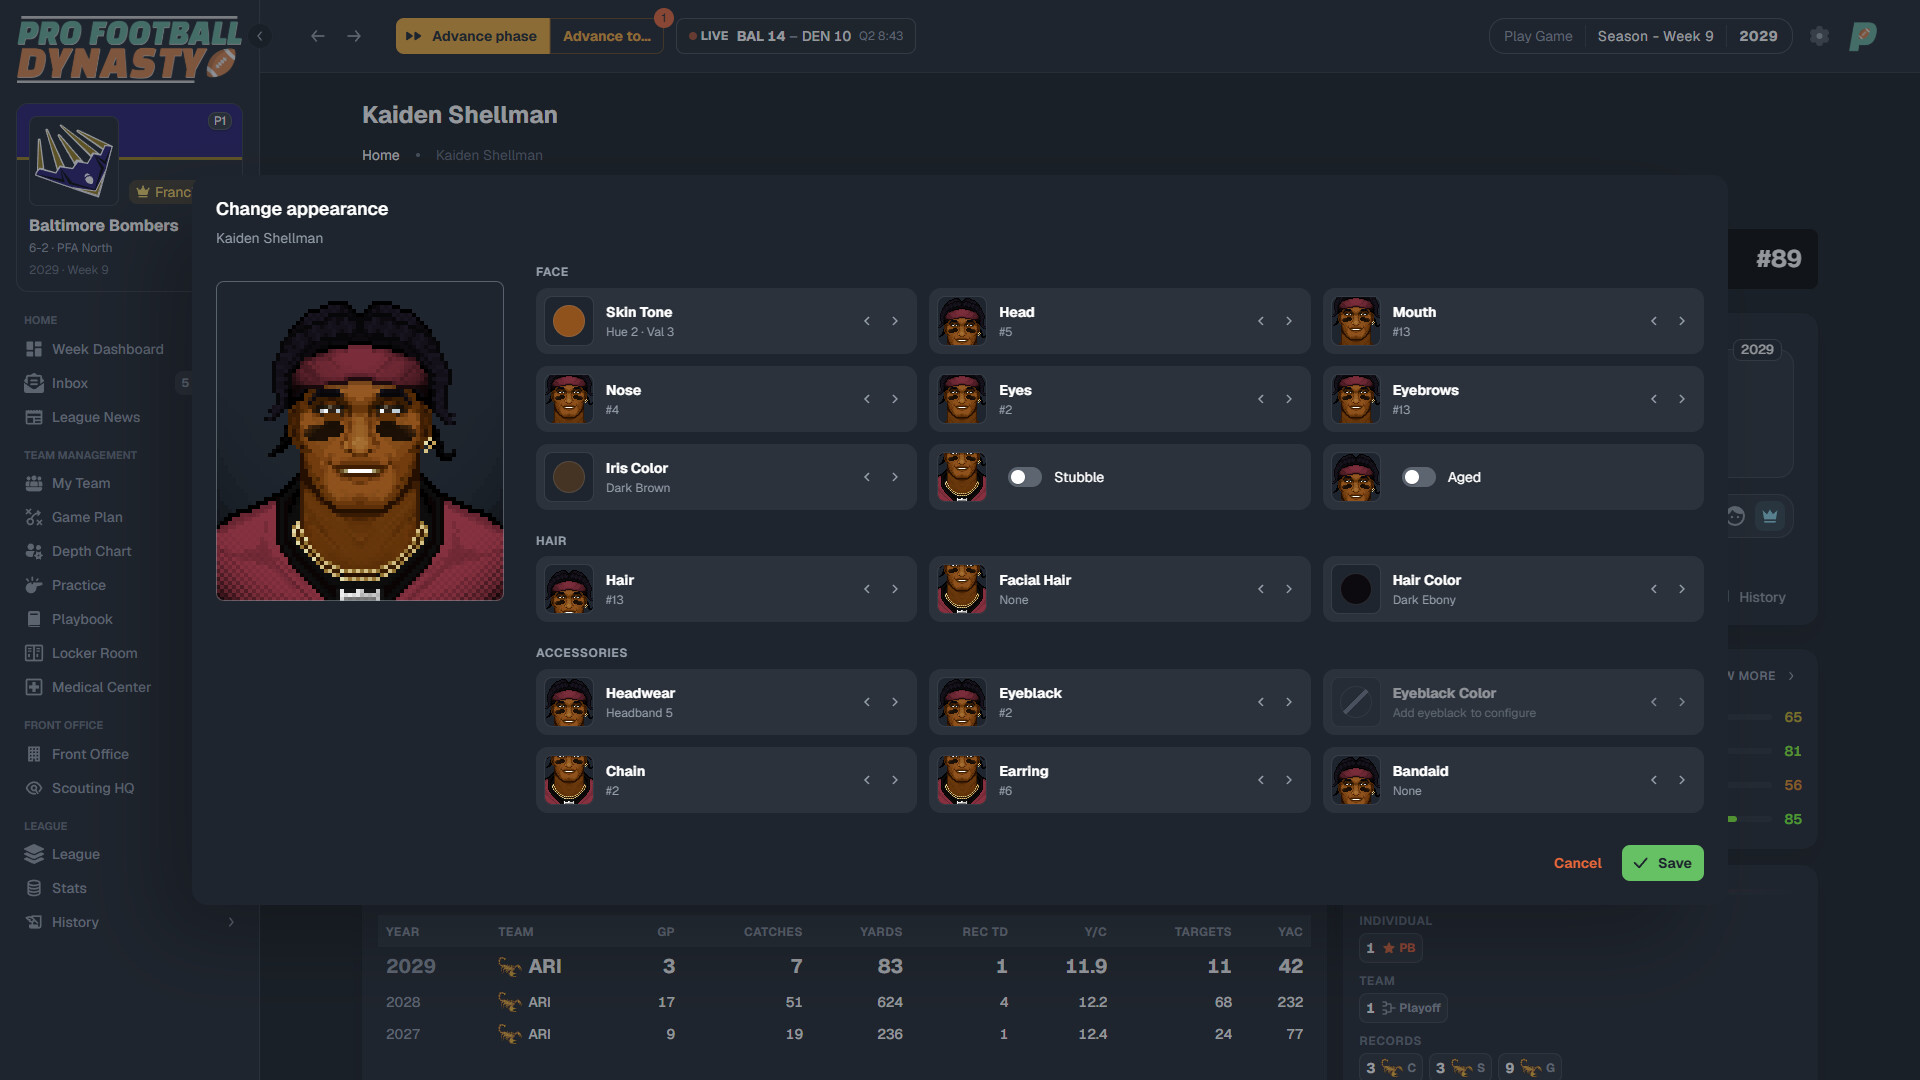 PRO FOOTBALL
DYNASTY
Advance phase
Advance to...
1
LIVE BAL 14 – DEN 10 Q2 8:43
Play Game
Season - Week 9
2029
P1
Franc
Baltimore Bombers
6-2 · PFA North
2029 · Week 9
HOME
Week Dashboard
Inbox
5
League News
TEAM MANAGEMENT
My Team
Game Plan
Depth Chart
Practice
Playbook
Locker Room
Medical Center
FRONT OFFICE
Front Office
Scouting HQ
LEAGUE
League
Stats
History
Kaiden Shellman
Home • Kaiden Shellman
#89
2029
History
W MORE
65
81
56
85
Change appearance
Kaiden Shellman
FACE
Skin Tone
Hue 2 · Val 3
Head
#5
Mouth
#13
Nose
#4
Eyes
#2
Eyebrows
#13
Iris Color
Dark Brown
Stubble
Aged
HAIR
Hair
#13
Facial Hair
None
Hair Color
Dark Ebony
ACCESSORIES
Headwear
Headband 5
Eyeblack
#2
Eyeblack Color
Add eyeblack to configure
Chain
#2
Earring
#6
Bandaid
None
Cancel
Save
YEAR TEAM GP CATCHES YARDS REC TD Y/C TARGETS YAC
2029 ARI 3 7 83 1 11.9 11 42
2028 ARI 17 51 624 4 12.2 68 232
2027 ARI 9 19 236 1 12.4 24 77
INDIVIDUAL
1 PB
TEAM
1 Playoff
RECORDS
3 C 3 S 9 G